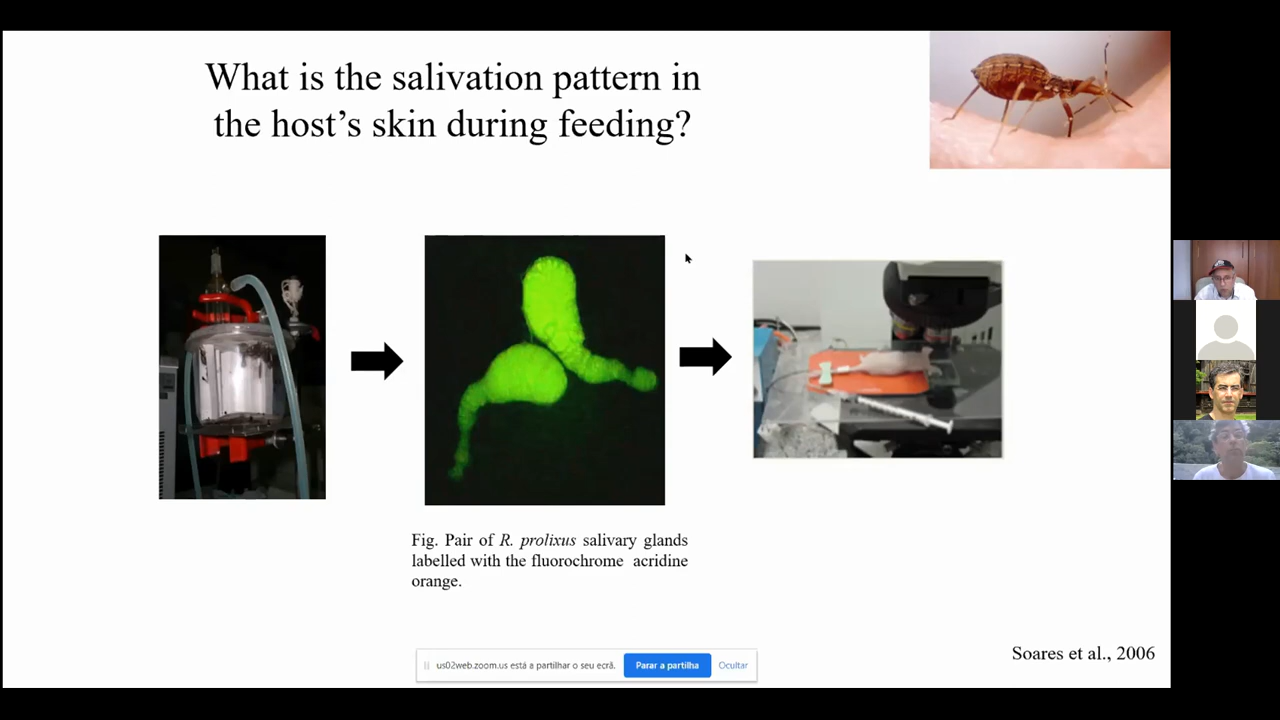 What is the salivation pattern in
the host's skin during feeding?
Fig. Pair of R. prolixus salivary glands
labelled with the fluorochrome acridine
orange.
Soares et al., 2006
us02web.zoom.us está a partilhar o seu ecrã. Parar a partilha Ocultar